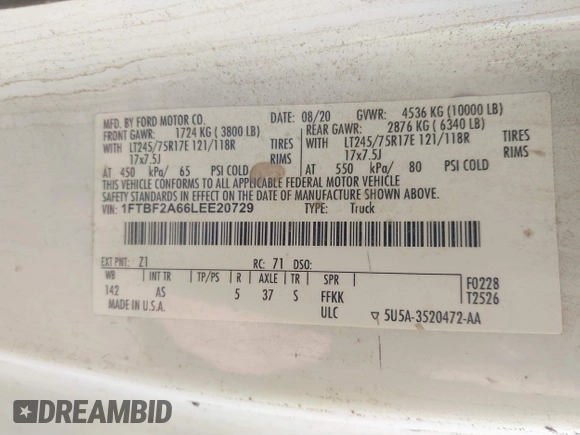 MFD. BY FORD MOTOR CO. DATE: 08/20 GVWR: 4536 KG (10000 LB)
FRONT GAWR: 1724 KG ( 3800 LB) REAR GAWR: 2876 KG ( 6340 LB)
WITH LT245/75R17E 121/118R TIRES WITH LT245/75R17E 121/118R TIRES
17x7.5J RIMS 17x7.5J RIMS
AT 450 kPa/ 65 PSI COLD AT 550 kPa/ 80 PSI COLD
THIS VEHICLE CONFORMS TO ALL APPLICABLE FEDERAL MOTOR VEHICLE
SAFETY STANDARDS IN EFFECT ON THE DATE OF MANUFACTURE SHOWN ABOVE.
VIN: 1FTBF2A66LEE20729 TYPE: Truck
EXT PNT: Z1 RC: 71 DSO:
WB INT TR TP/PS R AXLE TR SPR
142 AS 5 37 S FFKK
ULC
F0228
T2526
MADE IN U.S.A.
5U5A-3520472-AA
DREAMBID